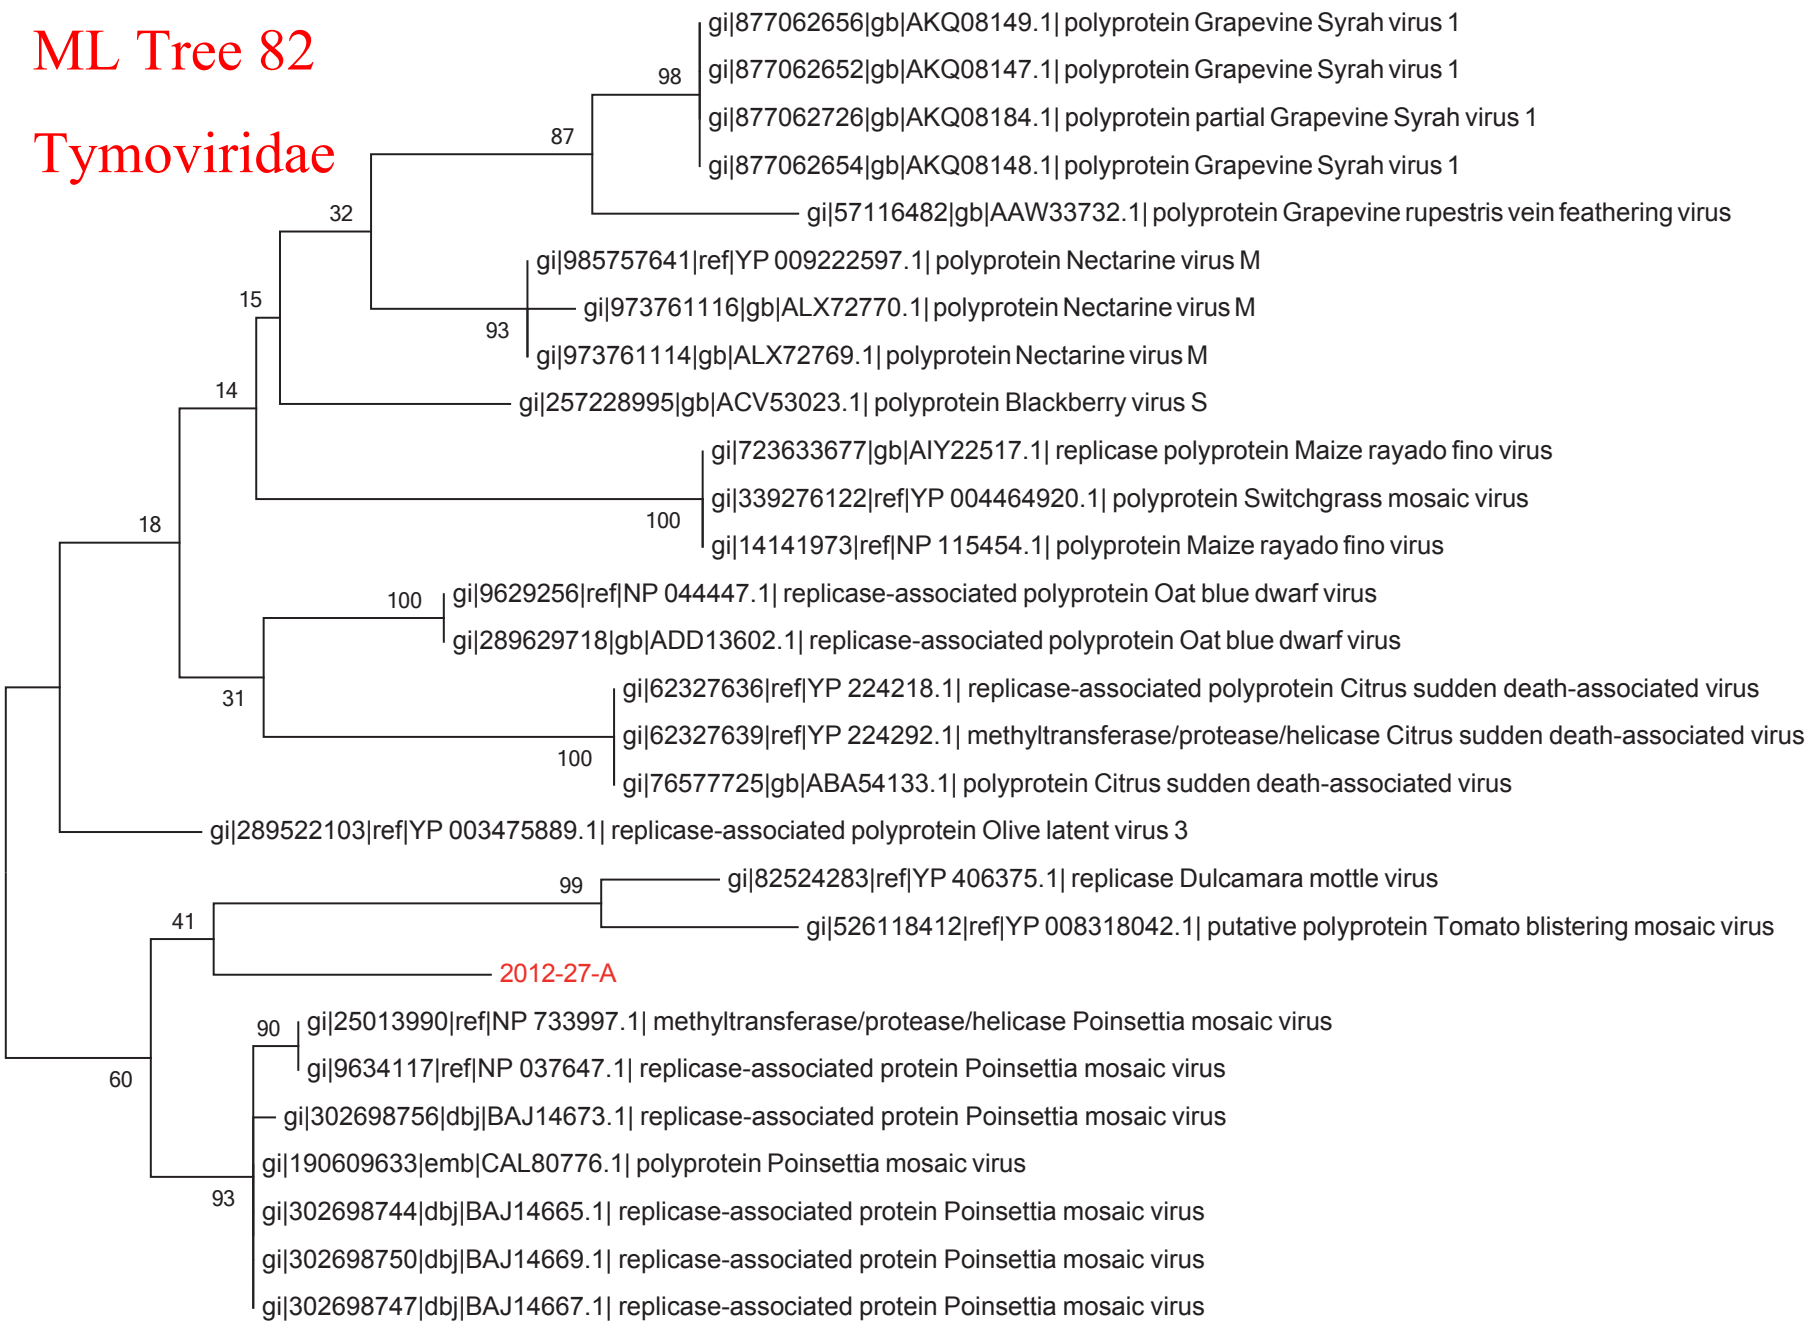 ML Tree 82
Tymoviridae
gi|877062656|gb|AKQ08149.1| polyprotein Grapevine Syrah virus 1
98
gi|877062652|gb|AKQ08147.1| polyprotein Grapevine Syrah virus 1
gi|877062726|gb|AKQ08184.1| polyprotein partial Grapevine Syrah virus 1
87
gi|877062654|gb|AKQ08148.1| polyprotein Grapevine Syrah virus 1
32
gi|57116482|gb|AAW33732.1| polyprotein Grapevine rupestris vein feathering virus
gi|985757641|ref|YP 009222597.1| polyprotein Nectarine virus M
15
gi|973761116|gb|ALX72770.1| polyprotein Nectarine virus M
93
gi|973761114|gb|ALX72769.1| polyprotein Nectarine virus M
14
gi|257228995|gb|ACV53023.1| polyprotein Blackberry virus S
gi|723633677|gb|AIY22517.1| replicase polyprotein Maize rayado fino virus
gi|339276122|ref|YP 004464920.1| polyprotein Switchgrass mosaic virus
100
18
gi|14141973|ref|NP 115454.1| polyprotein Maize rayado fino virus
100
gi|9629256|ref|NP 044447.1| replicase-associated polyprotein Oat blue dwarf virus
gi|289629718|gb|ADD13602.1| replicase-associated polyprotein Oat blue dwarf virus
31
gi|62327636|ref|YP 224218.1| replicase-associated polyprotein Citrus sudden death-associated virus
gi|62327639|ref|YP 224292.1| methyltransferase/protease/helicase Citrus sudden death-associated virus
100
gi|76577725|gb|ABA54133.1| polyprotein Citrus sudden death-associated virus
gi|289522103|ref|YP 003475889.1| replicase-associated polyprotein Olive latent virus 3
99
gi|82524283|ref|YP 406375.1| replicase Dulcamara mottle virus
41
gi|526118412|ref|YP 008318042.1| putative polyprotein Tomato blistering mosaic virus
2012-27-A
90
gi|25013990|ref|NP 733997.1| methyltransferase/protease/helicase Poinsettia mosaic virus
60
gi|9634117|ref|NP 037647.1| replicase-associated protein Poinsettia mosaic virus
gi|302698756|dbj|BAJ14673.1| replicase-associated protein Poinsettia mosaic virus
gi|190609633|emb|CAL80776.1| polyprotein Poinsettia mosaic virus
93
gi|302698744|dbj|BAJ14665.1| replicase-associated protein Poinsettia mosaic virus
gi|302698750|dbj|BAJ14669.1| replicase-associated protein Poinsettia mosaic virus
gi|302698747|dbj|BAJ14667.1| replicase-associated protein Poinsettia mosaic virus